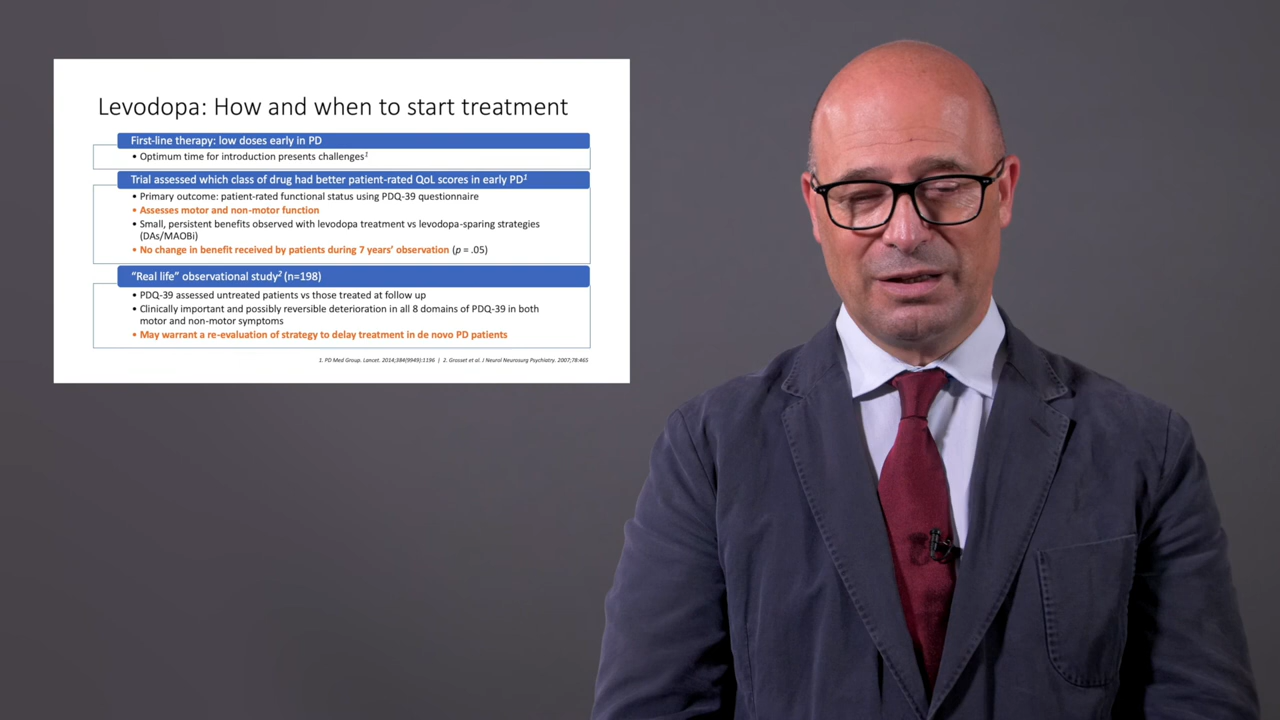 Levodopa: How and when to start treatment
First-line therapy: low doses early in PD
• Optimum time for introduction presents challenges1
Trial assessed which class of drug had better patient-rated QoL scores in early PD1
• Primary outcome: patient-rated functional status using PDQ-39 questionnaire
• Assesses motor and non-motor function
• Small, persistent benefits observed with levodopa treatment vs levodopa-sparing strategies
(DAs/MAOBi)
• No change in benefit received by patients during 7 years’ observation (p = .05)
“Real life” observational study2 (n=198)
• PDQ-39 assessed untreated patients vs those treated at follow up
• Clinically important and possibly reversible deterioration in all 8 domains of PDQ-39 in both
motor and non-motor symptoms
• May warrant a re-evaluation of strategy to delay treatment in de novo PD patients
1. PD Med Group. Lancet. 2014;384(9949):1196 | 2. Grosset et al. J Neural Neurosurg Psychiatry. 2007;78:465